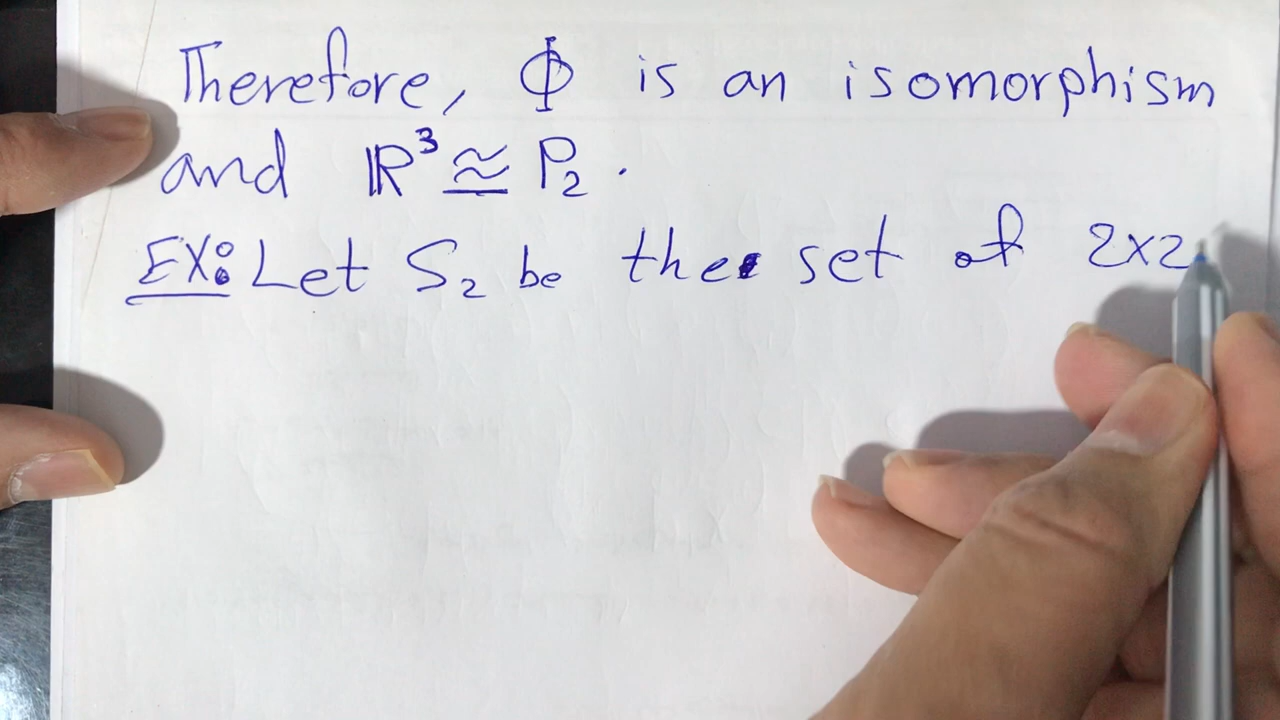 Therefore, Φ is an isomorphism
and ℝ³ ≊ P₂.
EX: Let S₂ be the set of 2x2